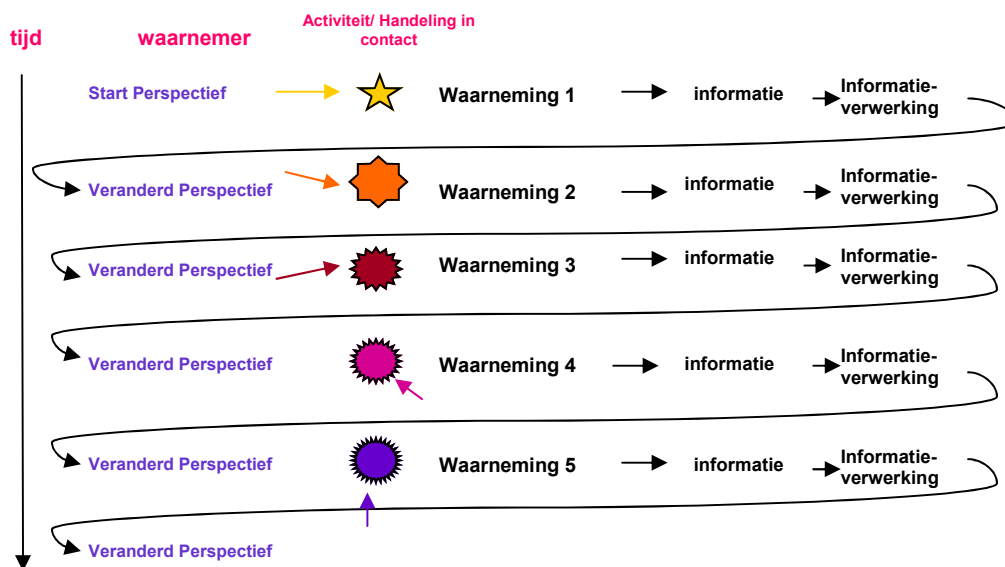 Activiteit/ Handeling in
contact
tijd
waarnemer
Start Perspectief
Waarneming 1
informatie
Informatie-
verwerking
Veranderd Perspectief
Waarneming 2
informatie
Informatie-
verwerking
Veranderd Perspectief
Waarneming 3
informatie
Informatie-
verwerking
Veranderd Perspectief
Waarneming 4
informatie
Informatie-
verwerking
Veranderd Perspectief
Waarneming 5
informatie
Informatie-
verwerking
Veranderd Perspectief